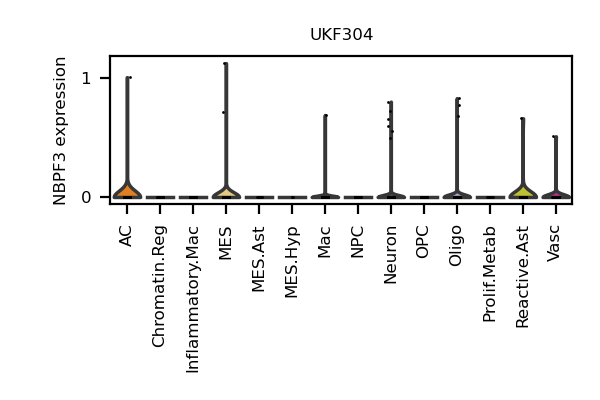 UKF304
NBPF3 expression
1
0
AC
Chromatin.Reg
Inflammatory.Mac
MES
MES.Ast
MES.Hyp
Mac
NPC
Neuron
OPC
Oligo
Prolif.Metab
Reactive.Ast
Vasc